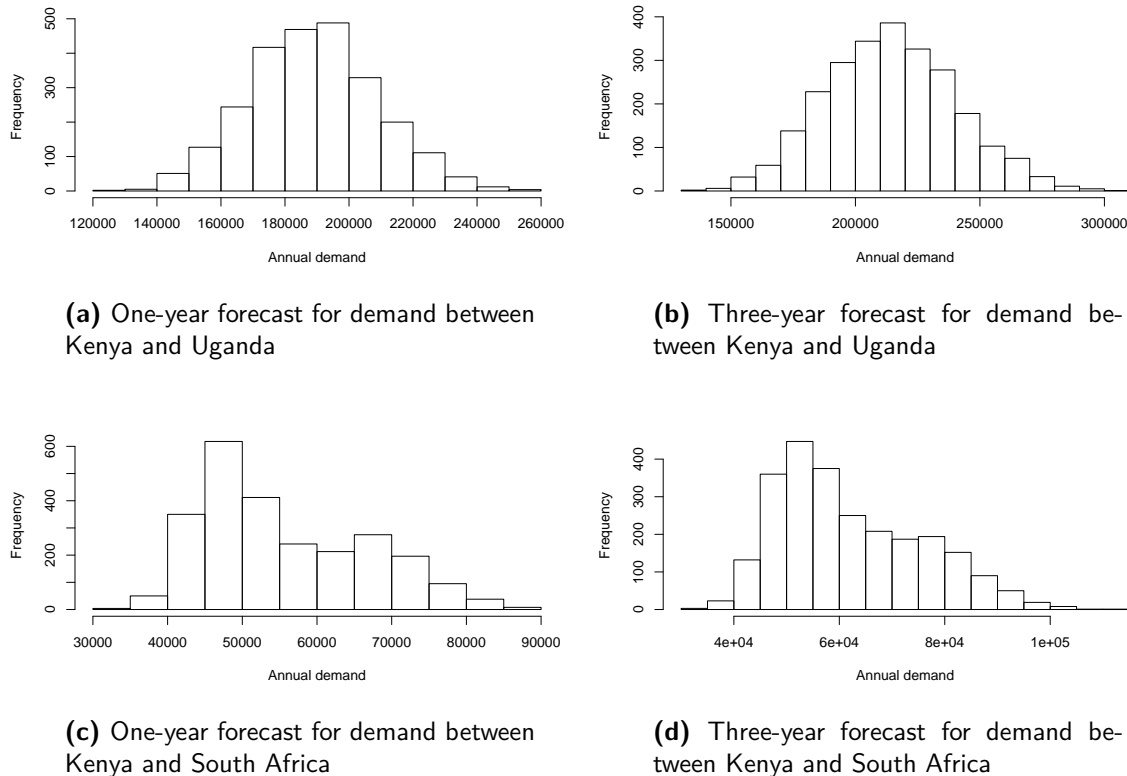 Frequency
0
100
300
500
120000 140000 160000 180000 200000 220000 240000 260000
Annual demand
(a) One-year forecast for demand between
Kenya and Uganda
Frequency
0
100
200
300
400
150000 200000 250000 300000
Annual demand
(b) Three-year forecast for demand be-
tween Kenya and Uganda
Frequency
0
200
400
600
30000 40000 50000 60000 70000 80000 90000
Annual demand
(c) One-year forecast for demand between
Kenya and South Africa
Frequency
0
100
200
300
400
4e+04 6e+04 8e+04 1e+05
Annual demand
(d) Three-year forecast for demand be-
tween Kenya and South Africa